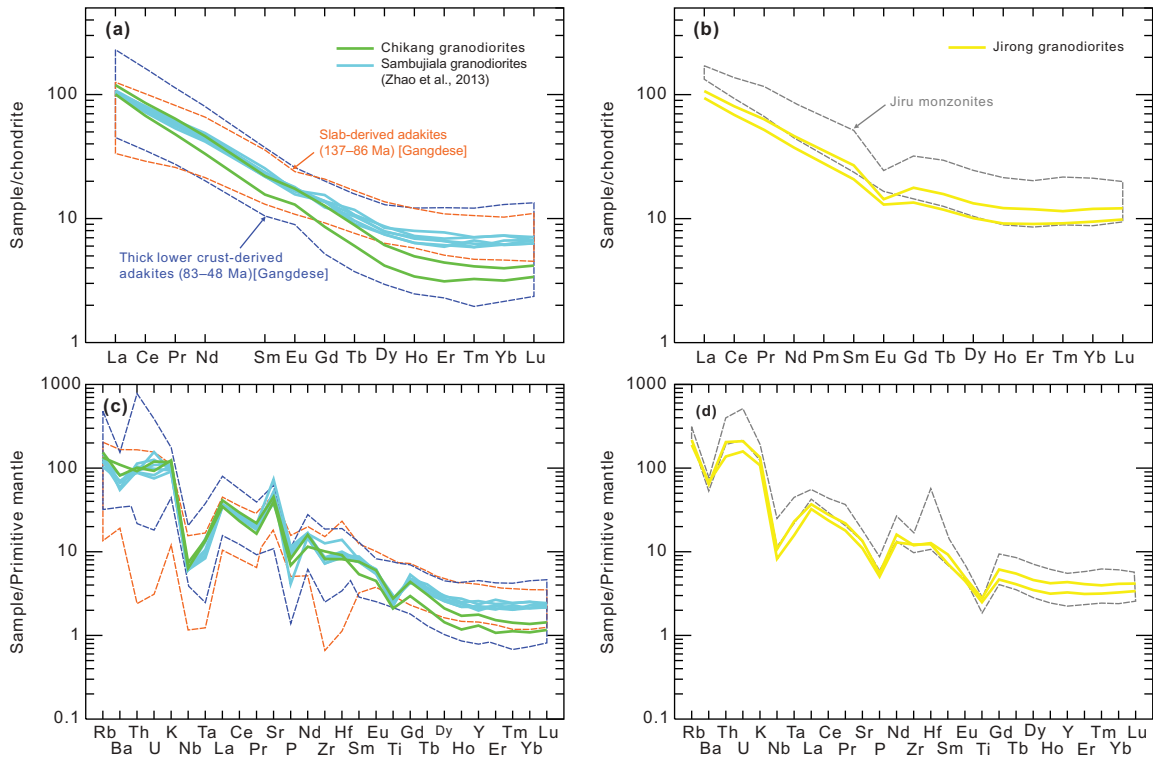 (a)
Chikang granodiorites
Sambujiala granodiorites
(Zhao et al., 2013)
Slab-derived adakites
(137–86 Ma) [Gangdese]
Thick lower crust-derived
adakites (83–48 Ma)[Gangdese]
Sample/chondrite
100
10
1
La Ce Pr Nd Sm Eu Gd Tb Dy Ho Er Tm Yb Lu
(b)
Jirong granodiorites
Jiru monzonites
Sample/chondrite
100
10
1
La Ce Pr Nd Pm Sm Eu Gd Tb Dy Ho Er Tm Yb Lu
(c)
Sample/Primitive mantle
1000
100
10
1
0.1
Rb Th K Ta Ce Sr Nd Hf Eu Gd Dy Y Tm Lu
Ba U Nb La Pr P Zr Sm Ti Tb Ho Er Yb
(d)
Sample/Primitive mantle
1000
100
10
1
0.1
Rb Th K Ta Ce Sr Nd Hf Eu Gd Dy Y Tm Lu
Ba U Nb La Pr P Zr Sm Ti Tb Ho Er Yb